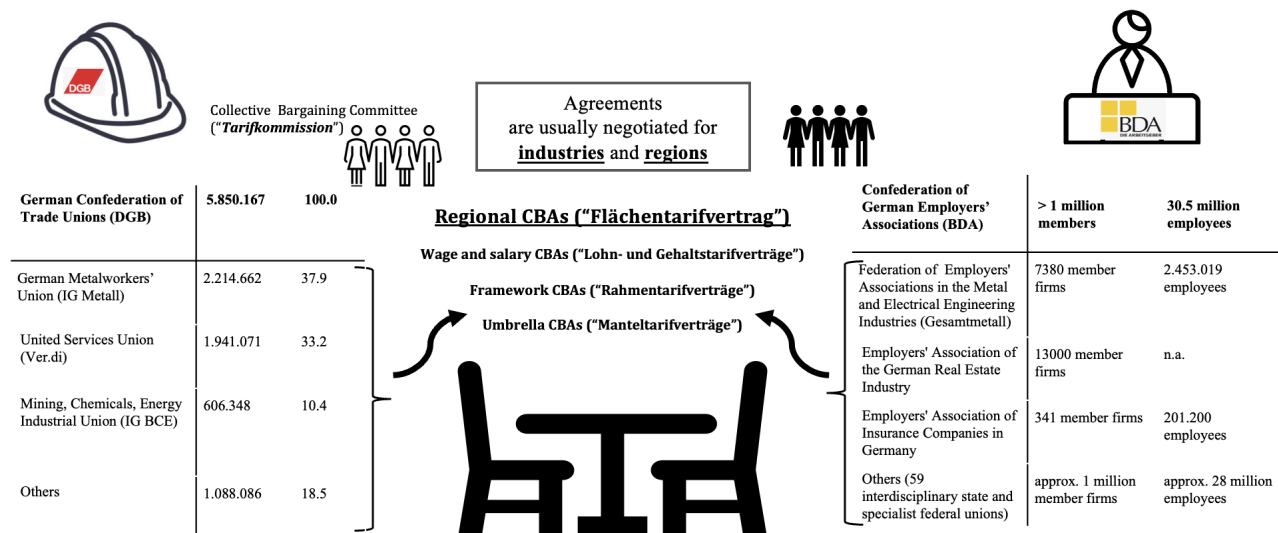 DGB
Collective Bargaining Committee
(“Tarifkommission”)
Agreements
are usually negotiated for
industries and regions
BDA
DIE ARBEITGEBER
German Confederation of
Trade Unions (DGB)
5.850.167
100.0
German Metalworkers’
Union (IG Metall)
2.214.662
37.9
United Services Union
(Ver.di)
1.941.071
33.2
Mining, Chemicals, Energy
Industrial Union (IG BCE)
606.348
10.4
Others
1.088.086
18.5
Regional CBAs (“Flächentarifvertrag”)
Wage and salary CBAs (“Lohn- und Gehaltstarifverträge”)
Framework CBAs (“Rahmentarifverträge”)
Umbrella CBAs (“Manteltarifverträge”)
Confederation of
German Employers’
Associations (BDA)
> 1 million
members
30.5 million
employees
Federation of Employers'
Associations in the Metal
and Electrical Engineering
Industries (Gesamtmetall)
7380 member
firms
2.453.019
employees
Employers' Association of
the German Real Estate
Industry
13000 member
firms
n.a.
Employers' Association of
Insurance Companies in
Germany
341 member firms
201.200
employees
Others (59
interdisciplinary state and
specialist federal unions)
approx. 1 million
member firms
approx. 28 million
employees